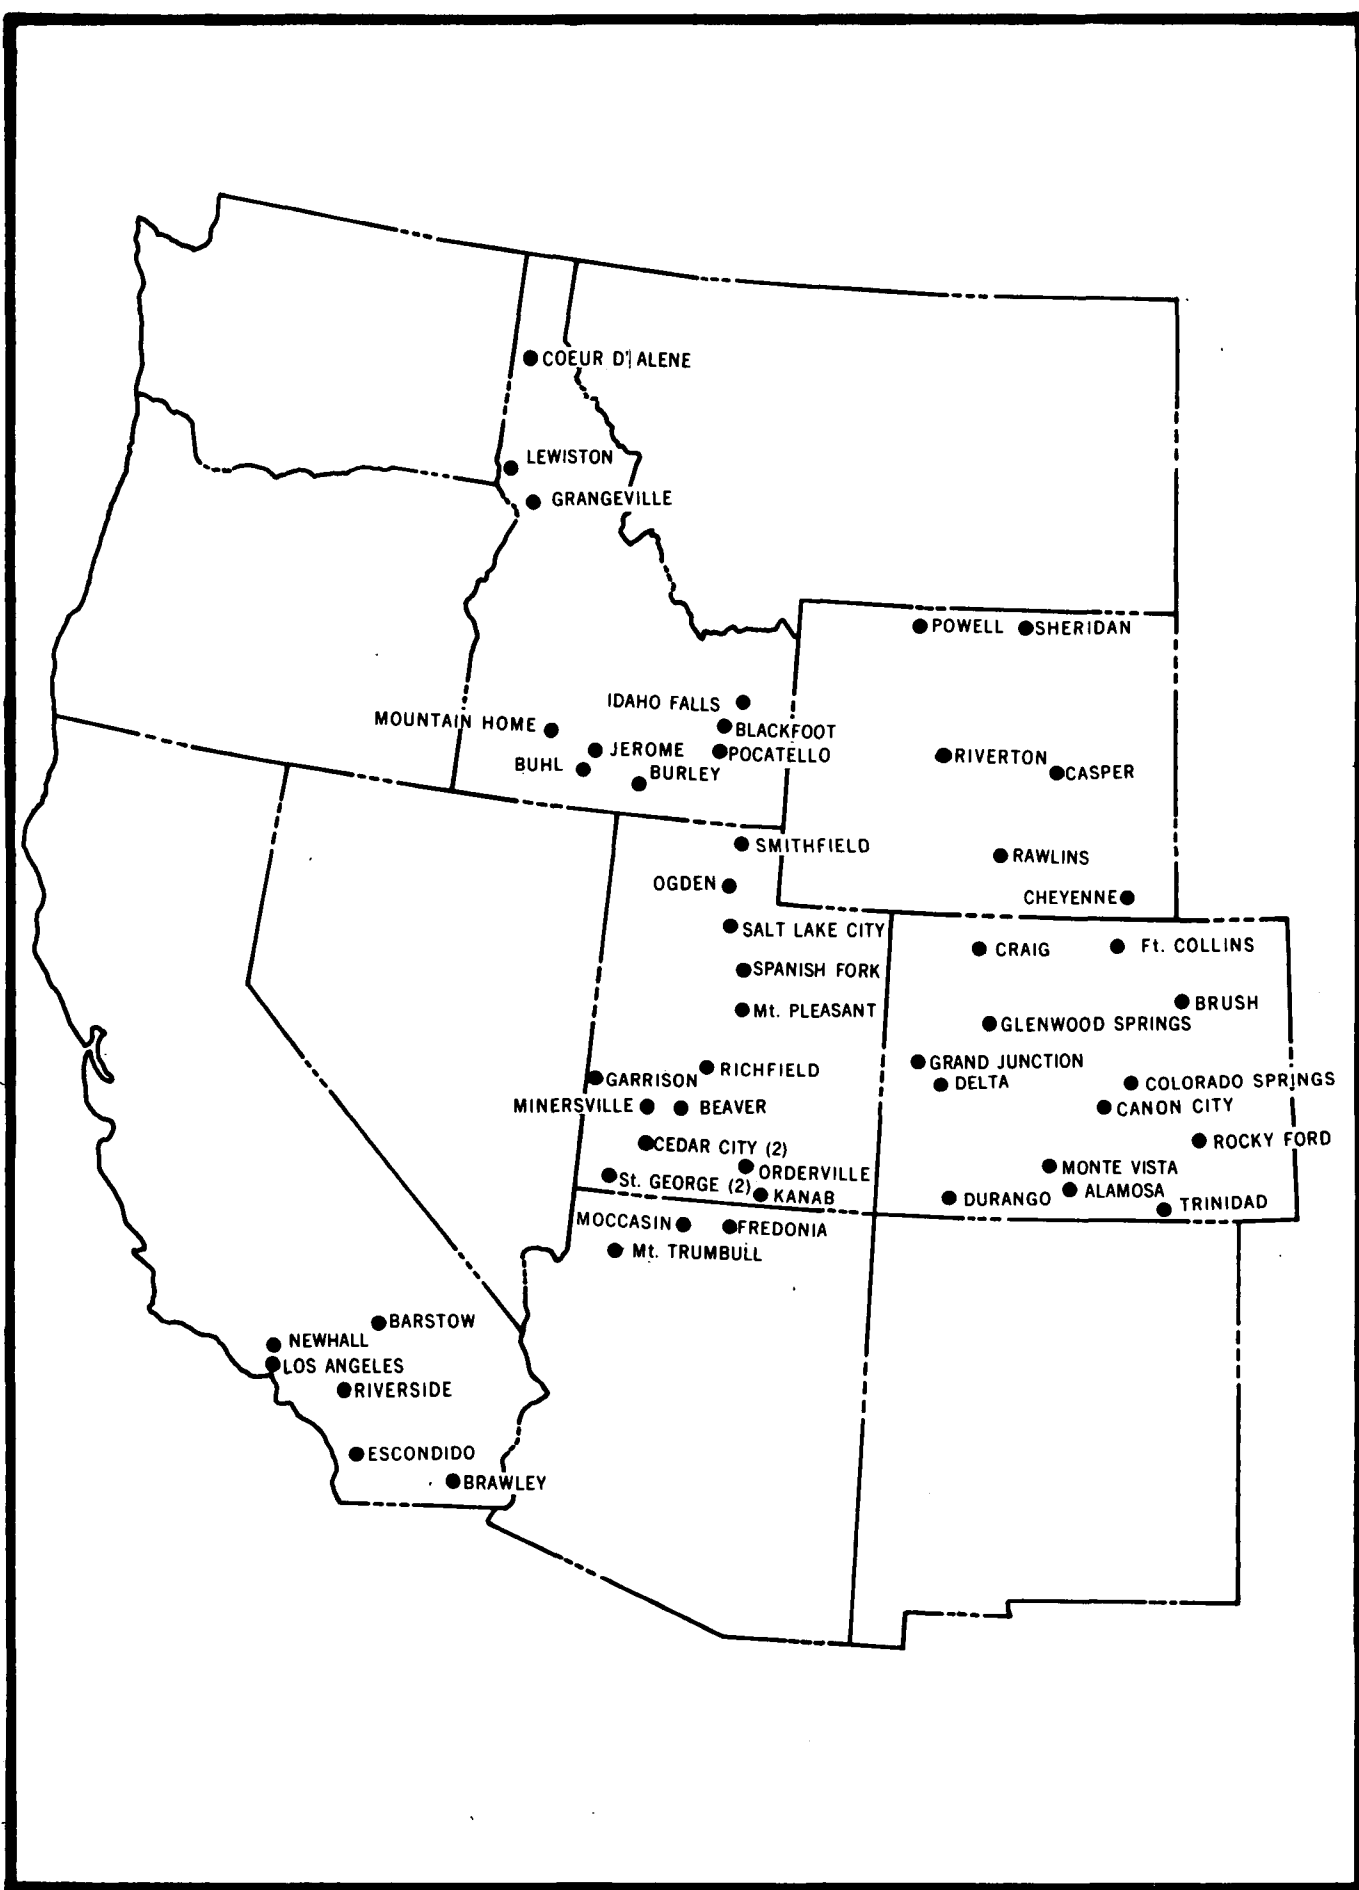 COEUR D'ALENE
LEWISTON
GRANGEVILLE
POWELL
SHERIDAN
IDAHO FALLS
MOUNTAIN HOME
BLACKFOOT
JEROME
POCATELLO
RIVERTON
BUHL
BURLEY
CASPER
SMITHFIELD
RAWLINS
OGDEN
CHEYENNE
SALT LAKE CITY
CRAIG
Ft. COLLINS
SPANISH FORK
BRUSH
Mt. PLEASANT
GLENWOOD SPRINGS
GRAND JUNCTION
RICHFIELD
GARRISON
DELTA
COLORADO SPRINGS
MINERSVILLE
BEAVER
CANON CITY
ROCKY FORD
CEDAR CITY (2)
MONTE VISTA
ORDERVILLE
St. GEORGE (2)
ALAMOSA
KANAB
DURANGO
TRINIDAD
MOCCASIN
FREDONIA
Mt. TRUMBULL
BARSTOW
NEWHALL
LOS ANGELES
RIVERSIDE
ESCONDIDO
BRAWLEY